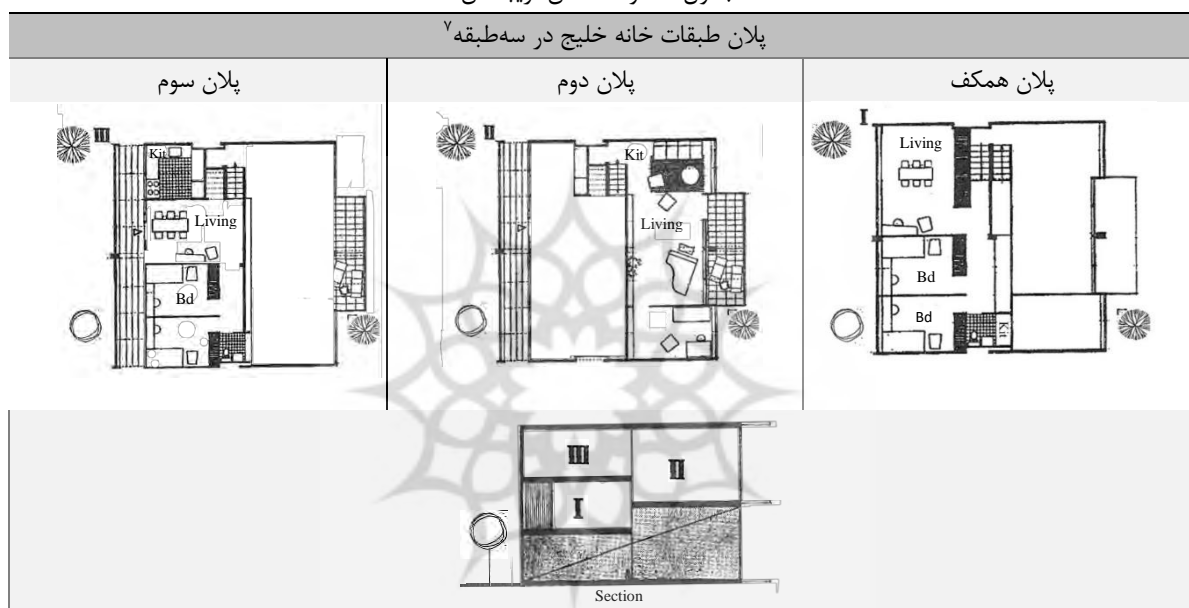 پلان طبقات خانه خلیج در سه‌طبقه۷
پلان همکف
پلان دوم
پلان سوم
I
Living
Bd
Bd
Kit
II
Kit
Living
III
Kit
Living
Bd
III
II
I
Section